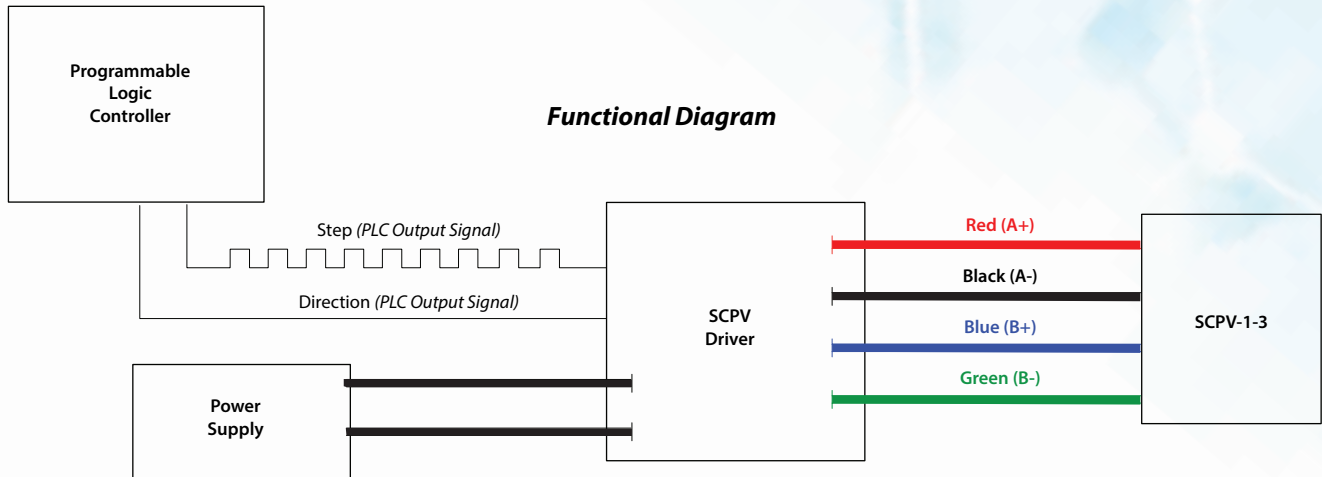 Programmable
Logic
Controller
Functional Diagram
Step (PLC Output Signal)
Direction (PLC Output Signal)
Power
Supply
SCPV
Driver
Red (A+)
Black (A-)
Blue (B+)
Green (B-)
SCPV-1-3